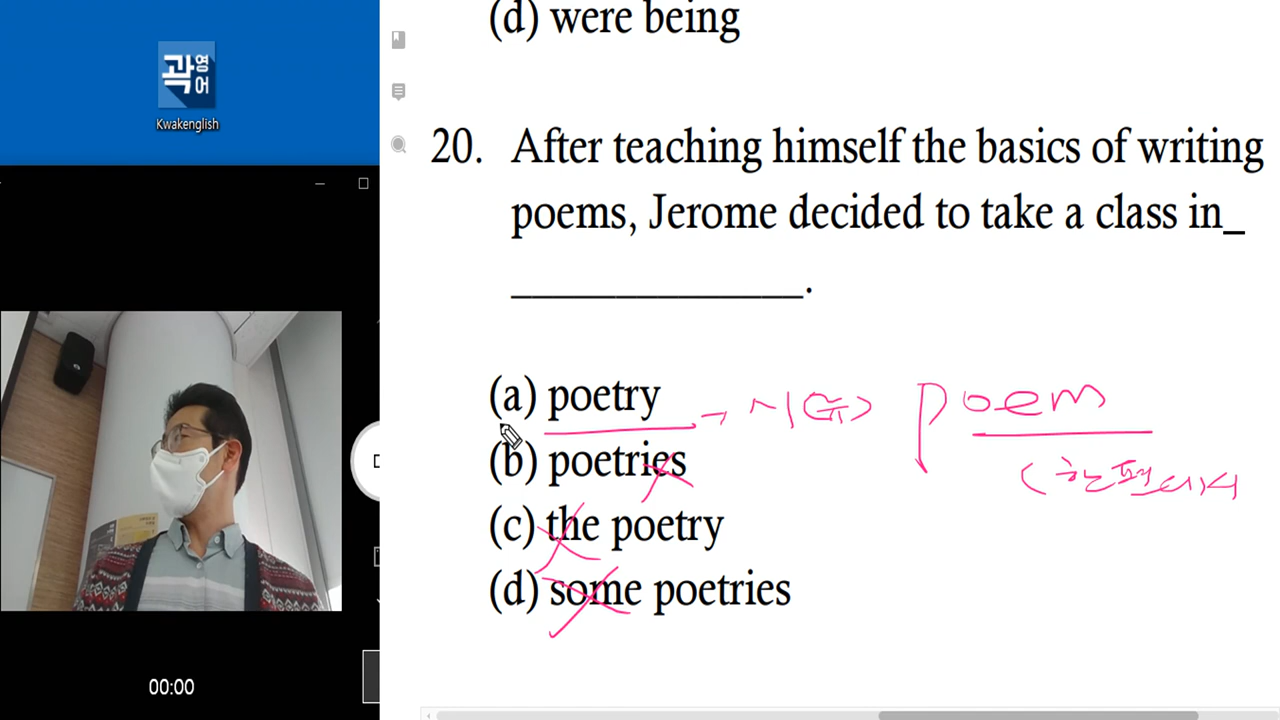 곽영어
Kwakenglish
00:00
(d) were being
20. After teaching himself the basics of writing
poems, Jerome decided to take a class in_
______________.
(a) poetry → 시(류) poem
(b) poetries (한편의 시
(c) the poetry
(d) some poetries